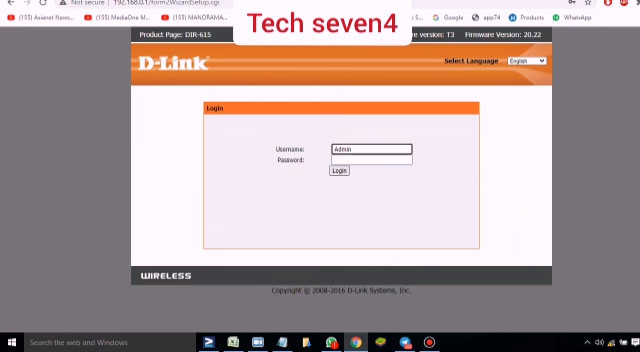 Not secure 192.168.0.1/form2WizardSetup.cgi
(155) Asianet News... (155) MediaOne M... (155) MANORAMA... S... Google app74 Products WhatsApp
Tech seven4
Product Page: DIR-615 re version: T3 Firmware Version: 20.22
D-Link
Select Language English
Login
Username: Admin
Password:
Login
WIRELESS
Copyright © 2008-2016 D-Link Systems, Inc.
Search the web and Windows